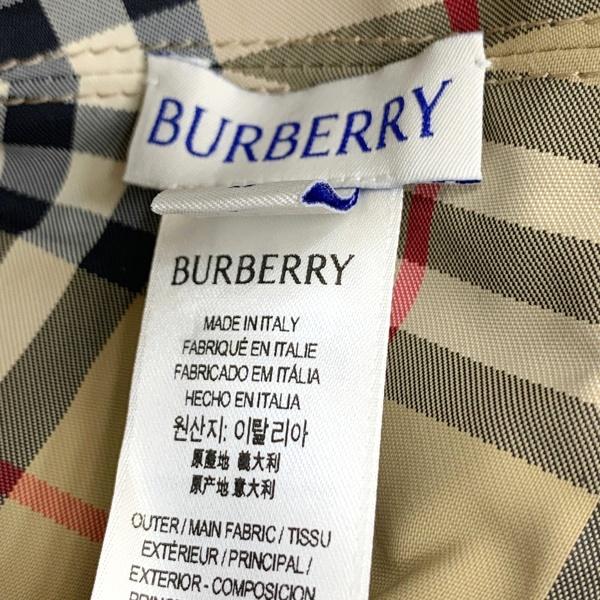 BURBERRY
BURBERRY
MADE IN ITALY
FABRIQUÉ EN ITALIE
FABRICADO EM ITÁLIA
HECHO EN ITALIA
원산지: 이탈리아
原產地 義大利
原产地 意大利
OUTER / MAIN FABRIC / TISSU
EXTÉRIEUR / PRINCIPAL /
EXTERIOR - COMPOSICION